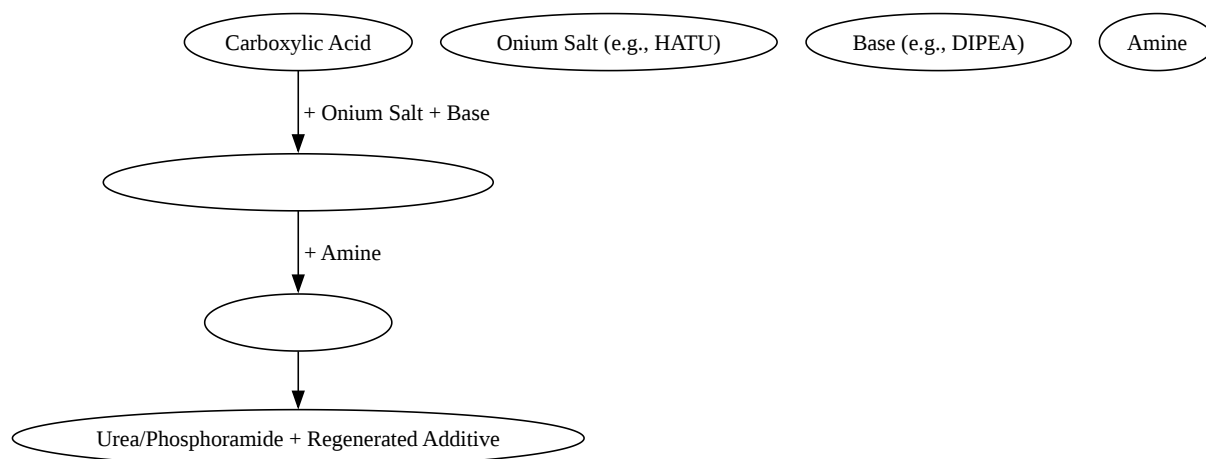 Carboxylic Acid
Onium Salt (e.g., HATU)
Base (e.g., DIPEA)
Amine
+ Onium Salt + Base
+ Amine
Urea/Phosphoramide + Regenerated Additive